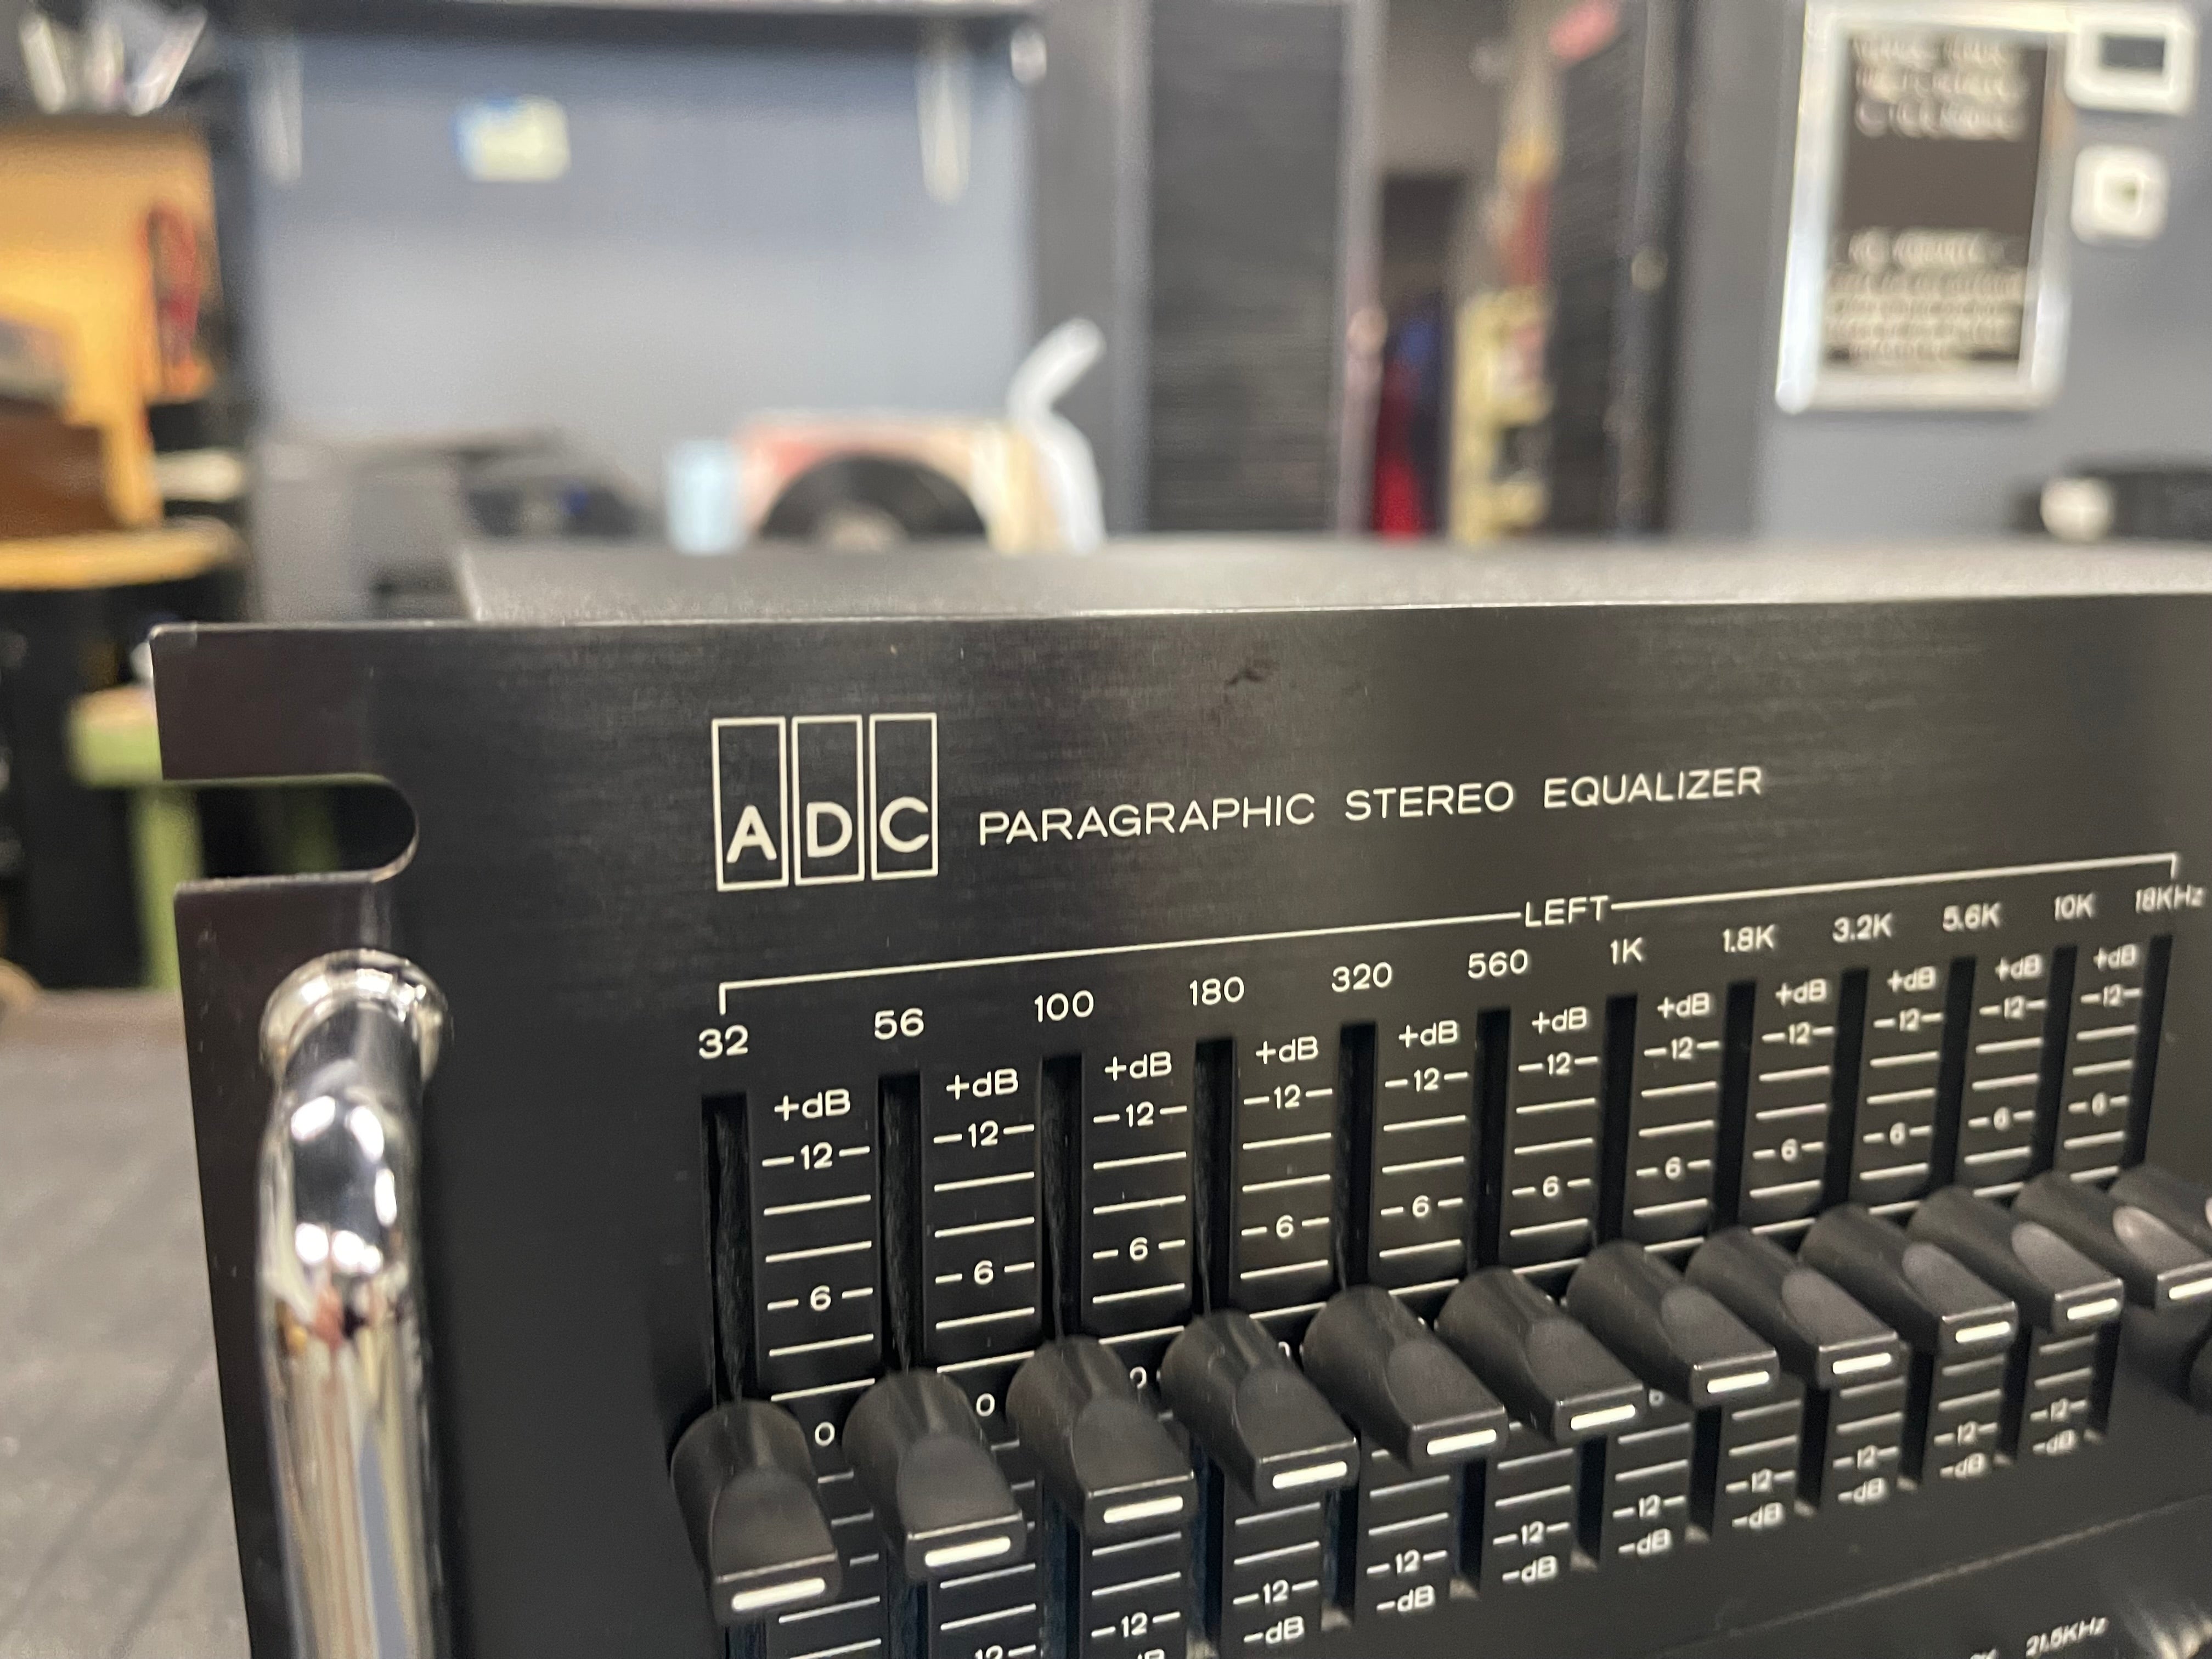 ADC PARAGRAPHIC STEREO EQUALIZER
LEFT
32 56 100 180 320 560 1K 1.8K 3.2K 5.6K 10K 18KHz
+dB +dB +dB +dB +dB +dB +dB +dB +dB +dB +dB
12 12 12 12 12 12 12 12 12 12 12
6 6 6 6 6 6 6 6 6 6 6
0 0 0
6
12 12 12 12 12 12 12 12 12 12
-dB -dB -dB -dB -dB -dB -dB -dB
21.5KHz